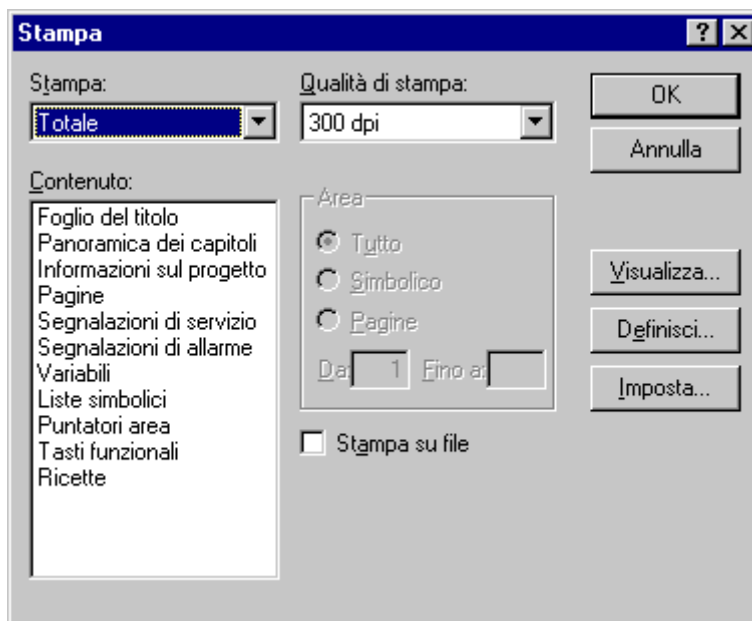 Stampa
Stampa:
Totale
Qualità di stampa:
300 dpi
OK
Annulla
Contenuto:
Foglio del titolo
Panoramica dei capitoli
Informazioni sul progetto
Pagine
Segnalazioni di servizio
Segnalazioni di allarme
Variabili
Liste simbolici
Puntatori area
Tasti funzionali
Ricette
Area
Tutto
Simbolico
Pagine
Da: 1 Fino a:
Stampa su file
Visualizza...
Definisci...
Imposta...